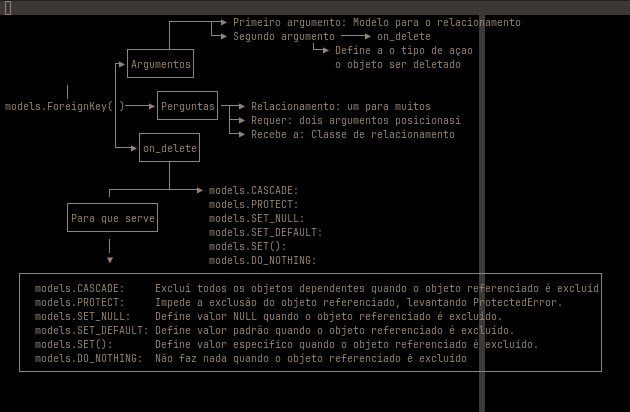 Primeiro argumento: Modelo para o relacionamento
Segundo argumento on_delete
Define a o tipo de açao
o objeto ser deletado
Argumentos
models.ForeignKey( )
Perguntas
Relacionamento: um para muitos
Requer: dois argumentos posicionasi
Recebe a: Classe de relacionamento
on_delete
models.CASCADE:
models.PROTECT:
models.SET_NULL:
models.SET_DEFAULT:
models.SET():
models.DO_NOTHING:
Para que serve
models.CASCADE: Exclui todos os objetos dependentes quando o objeto referenciado é excluíd
models.PROTECT: Impede a exclusão do objeto referenciado, levantando ProtectedError.
models.SET_NULL: Define valor NULL quando o objeto referenciado é excluído.
models.SET_DEFAULT: Define valor padrão quando o objeto referenciado é excluído.
models.SET(): Define valor específico quando o objeto referenciado é excluído.
models.DO_NOTHING: Não faz nada quando o objeto referenciado é excluído